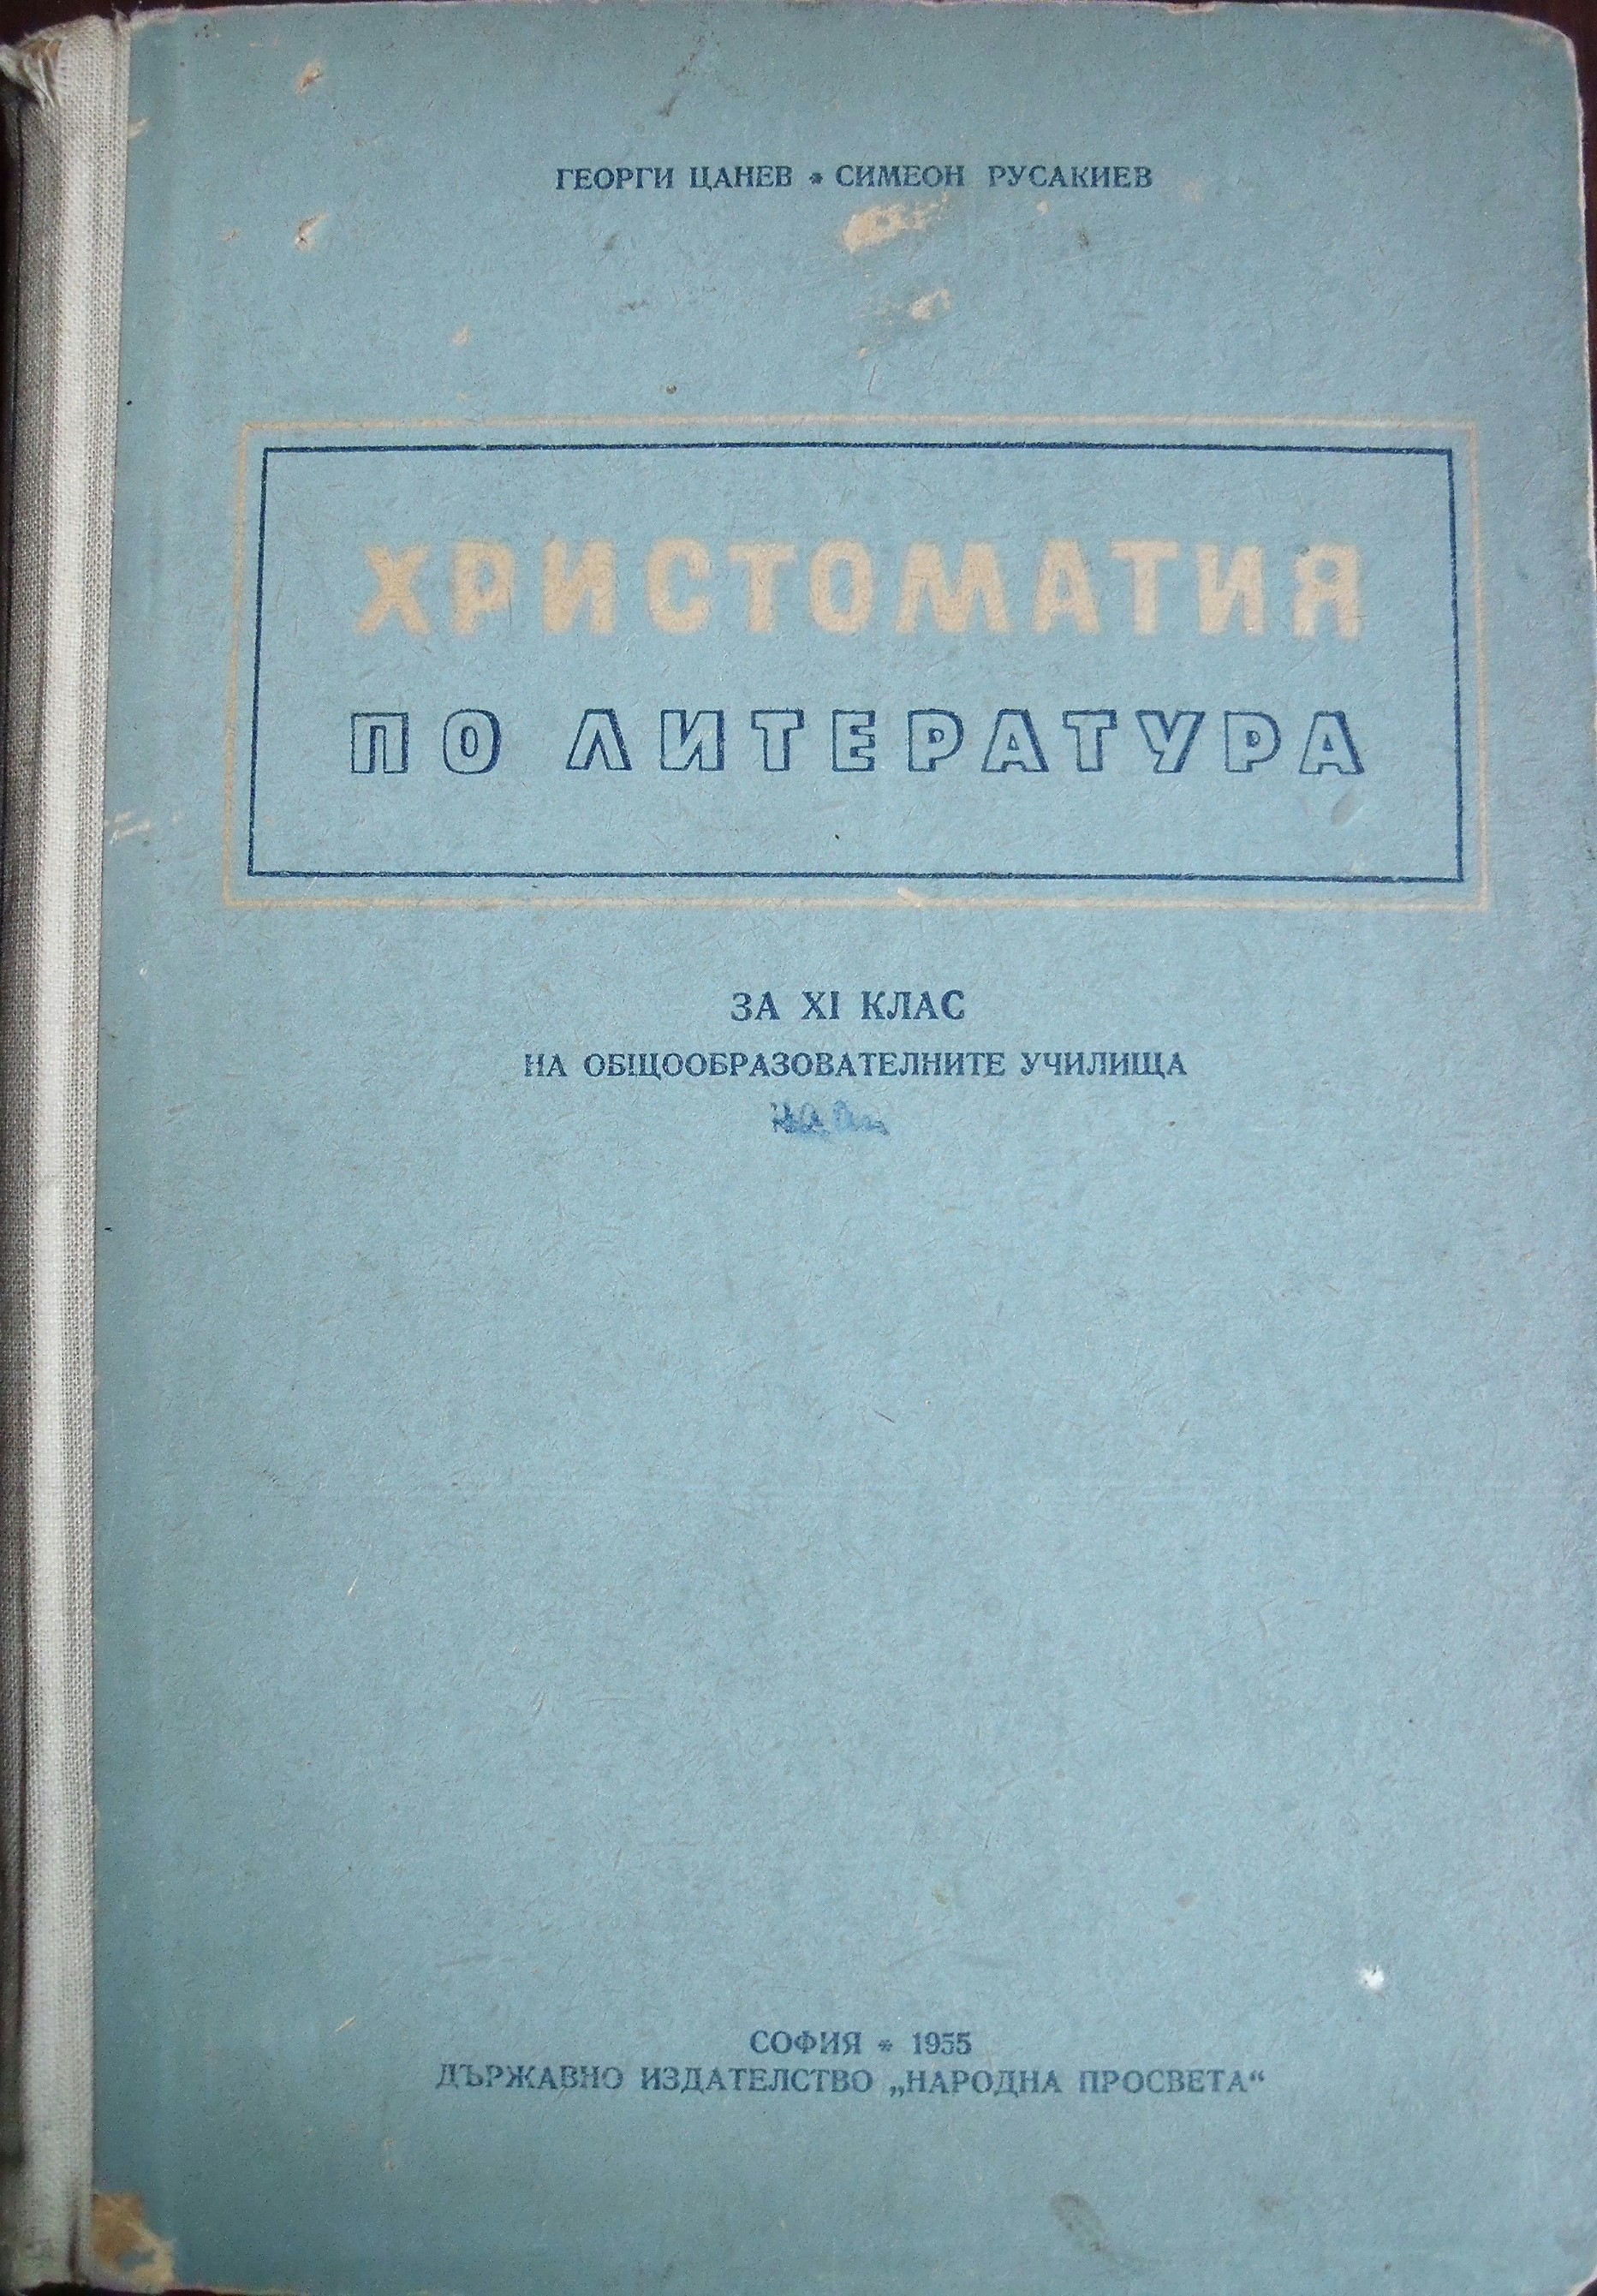 ГЕОРГИ ЦАНЕВ * СИМЕОН РУСАКИЕВ
ХРИСТОМАТИЯ
ПО ЛИТЕРАТУРА
ЗА XI КЛАС
НА ОБЩООБРАЗОВАТЕЛНИТЕ УЧИЛИЩА
СОФИЯ * 1955
ДЪРЖАВНО ИЗДАТЕЛСТВО „НАРОДНА ПРОСВЕТА“